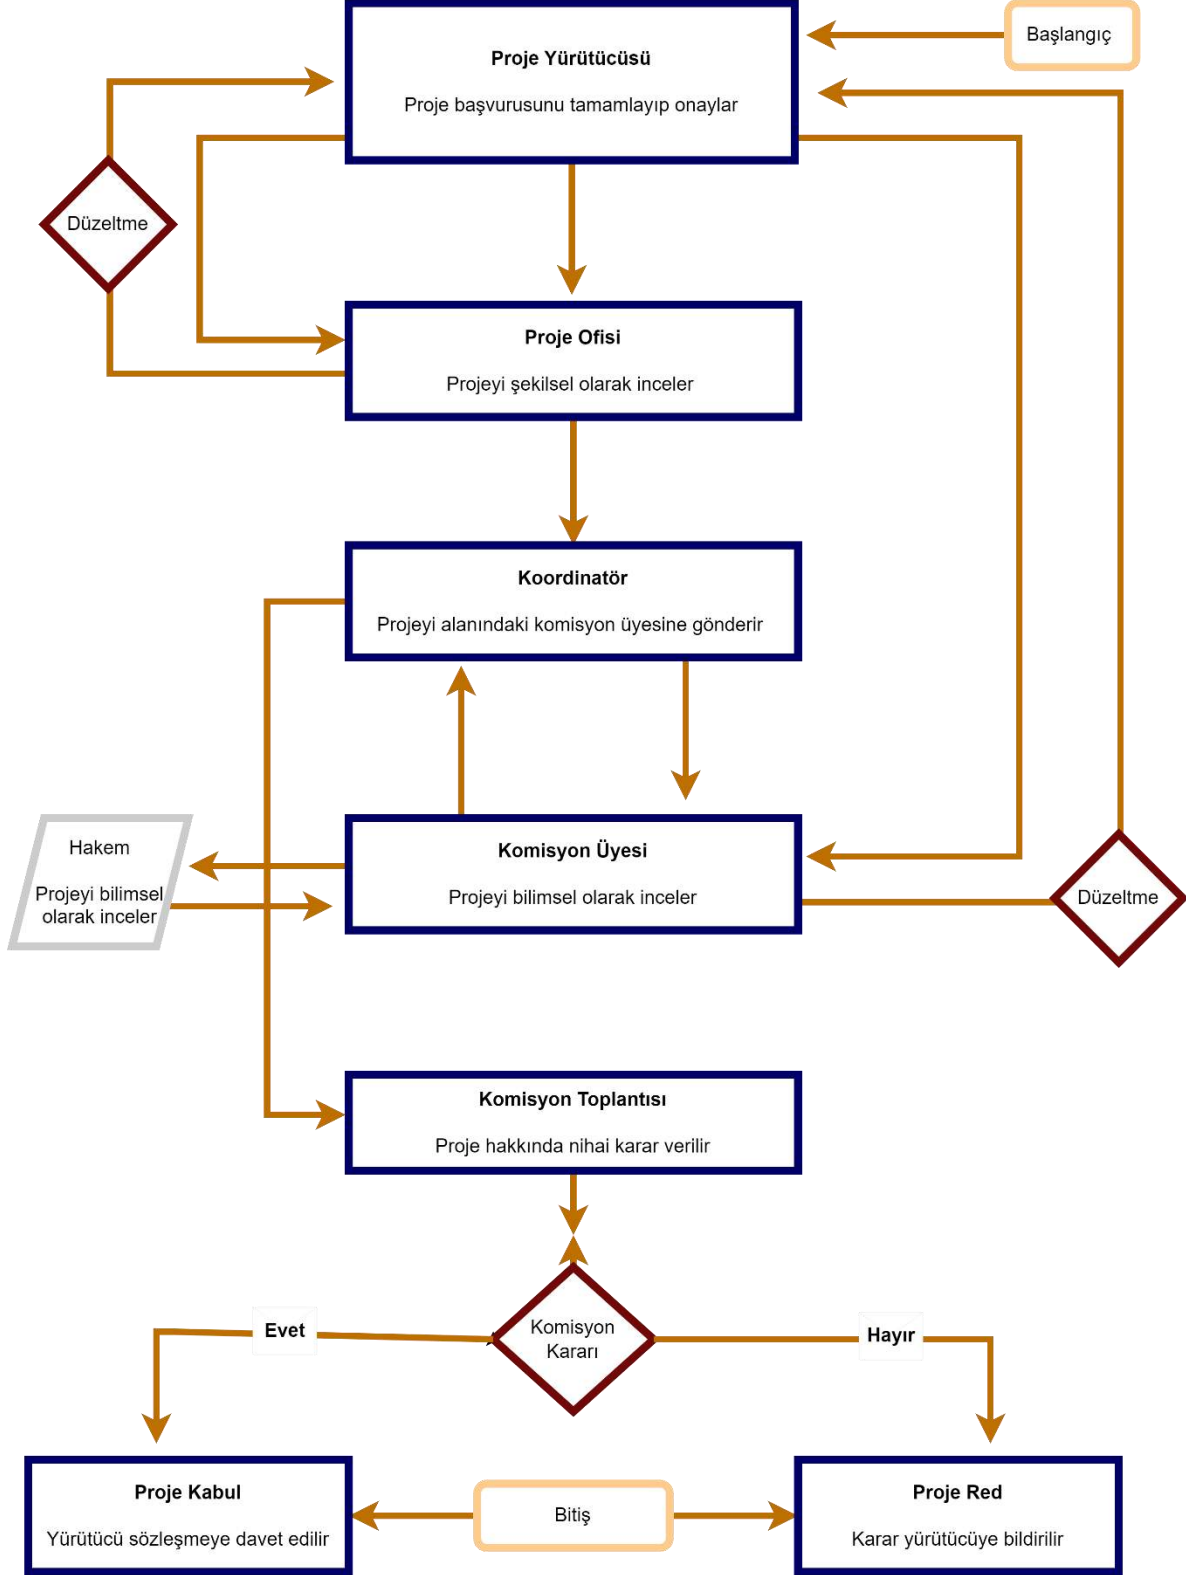 Başlangıç
Proje Yürütücüsü
Proje başvurusunu tamamlayıp onaylar
Düzeltme
Proje Ofisi
Projeyi şekilsel olarak inceler
Koordinatör
Projeyi alanındaki komisyon üyesine gönderir
Hakem
Projeyi bilimsel
olarak inceler
Komisyon Üyesi
Projeyi bilimsel olarak inceler
Düzeltme
Komisyon Toplantısı
Proje hakkında nihai karar verilir
Evet
Komisyon
Kararı
Hayır
Proje Kabul
Yürütücü sözleşmeye davet edilir
Bitiş
Proje Red
Karar yürütücüye bildirilir